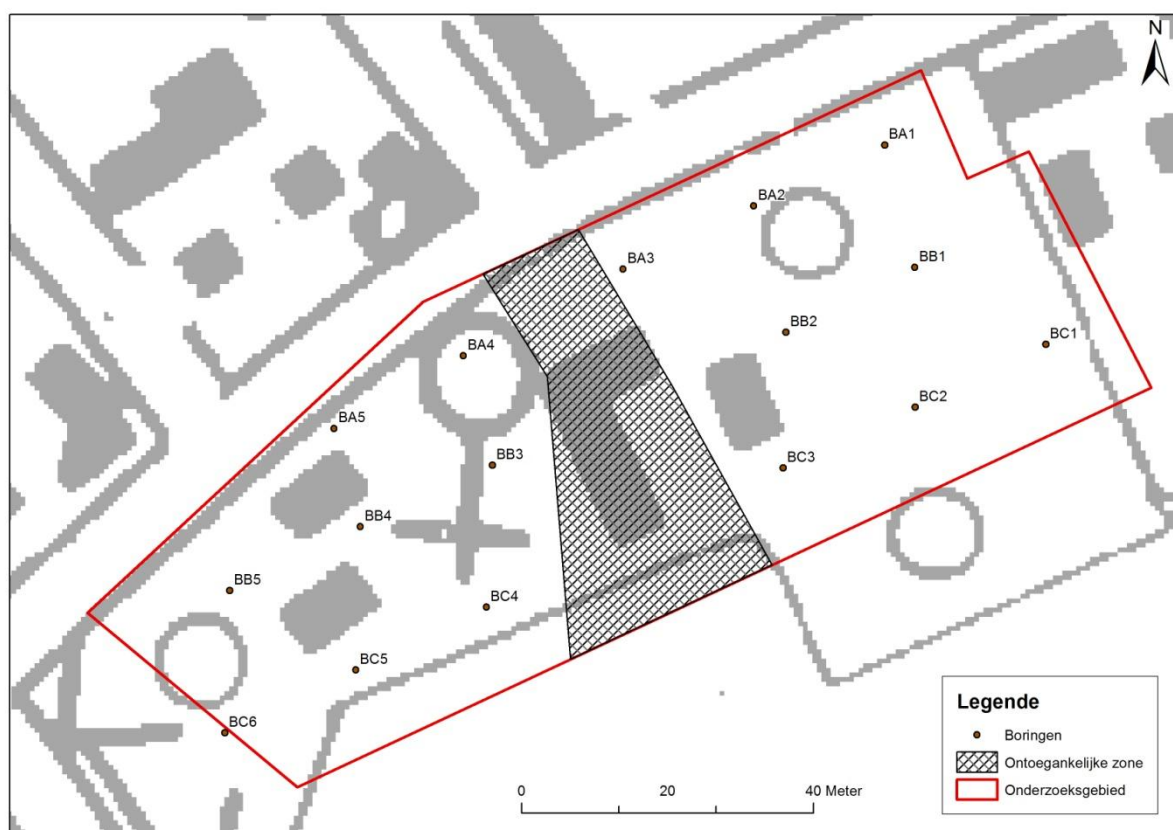 N
BA1
BA2
BA3
BB1
BB2
BC1
BA4
BC2
BA5
BB3
BC3
BB4
BB5
BC4
BC5
BC6
Legende
Boringen
Ontoegankelijke zone
Onderzoeksgebied
0 20 40 Meter